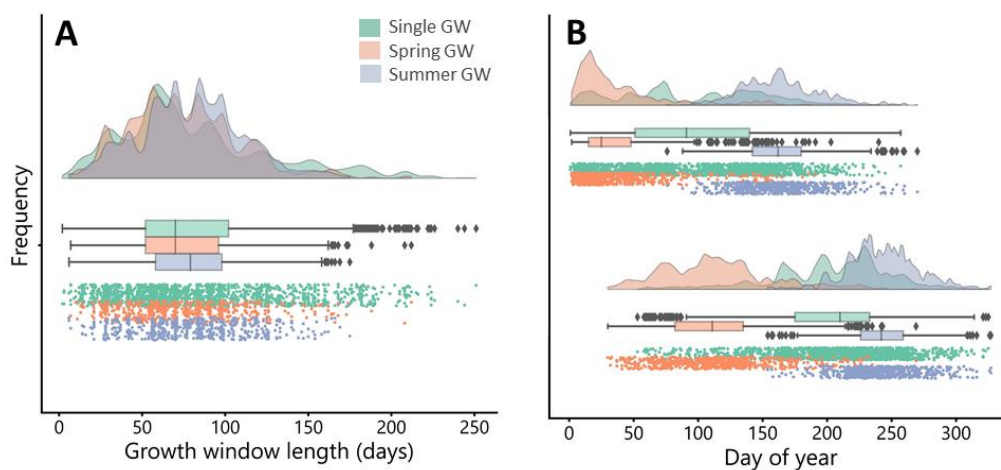 A
Single GW
Spring GW
Summer GW
Frequency
0 50 100 150 200 250
Growth window length (days)
B
0 50 100 150 200 250 300
Day of year